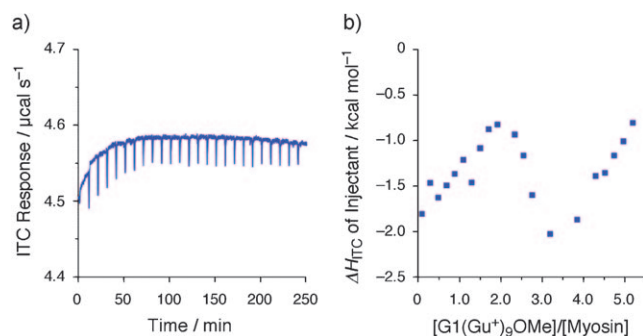 a)
4.7
4.6
4.5
4.4
ITC Response / μcal s⁻¹
0 50 100 150 200 250
Time / min
b)
0
−0.5
−1.0
−1.5
−2.0
−2.5
ΔH_ITC of Injectant / kcal mol⁻¹
0 1.0 2.0 3.0 4.0 5.0
[G1(Gu⁺)₉OMe]/[Myosin]